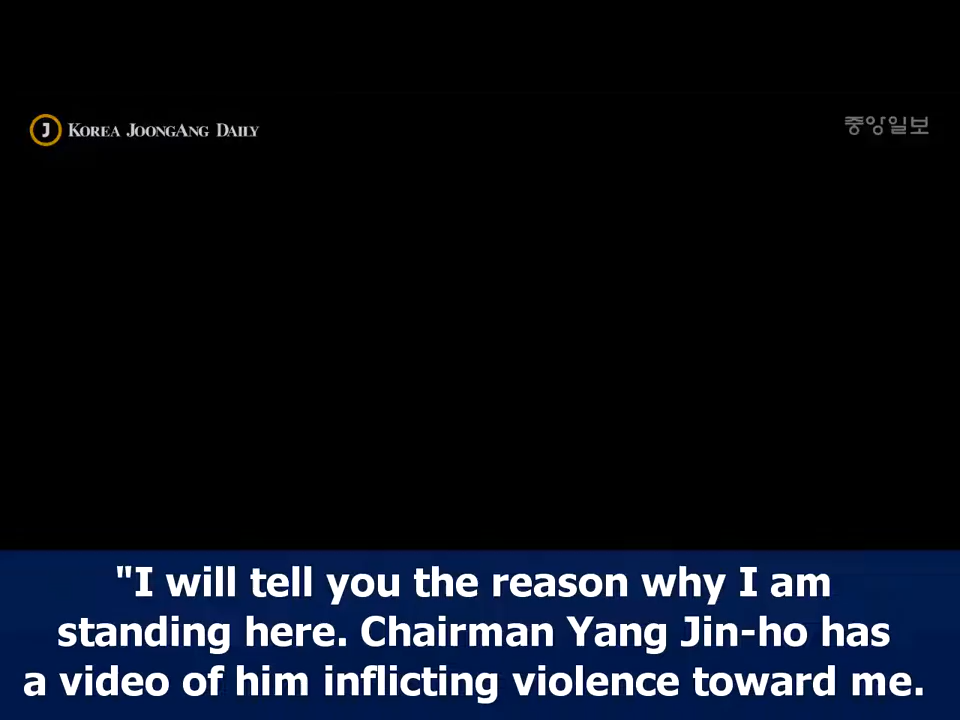 J KOREA JOONGANG DAILY
중앙일보
"I will tell you the reason why I am
standing here. Chairman Yang Jin-ho has
a video of him inflicting violence toward me.